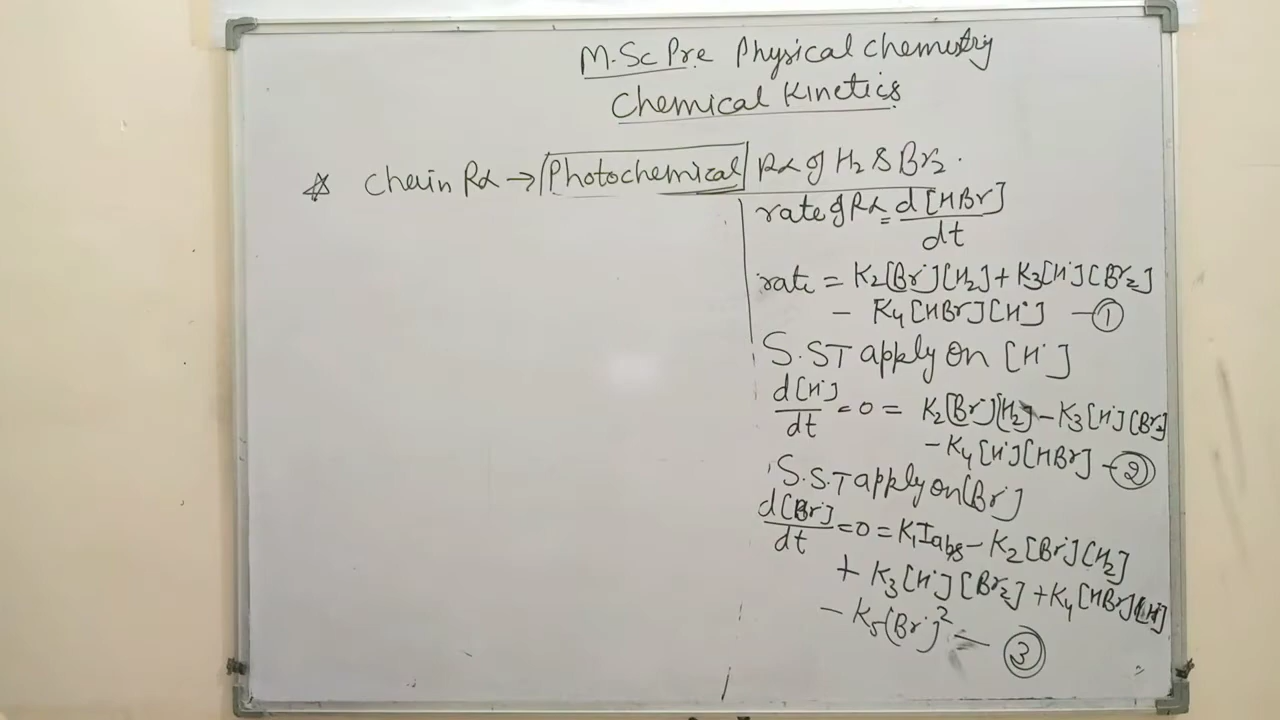 M.Sc Pre Physical Chemistry
Chemical Kinetics
☆ Chain Rx → Photochemical Rx of H2 & Br2.
rate of Rx = d[HBr]/dt
rate = K2[Br˙][H2] + K3[H˙][Br2]
- K4[HBr][H˙] - ①
S.ST apply on [H˙]
d[H˙]/dt = 0 = K2[Br˙][H2] - K3[H˙][Br2]
- K4[H˙][HBr] - ②
S.S.T apply on [Br˙]
d[Br˙]/dt = 0 = K1Iabs - K2[Br˙][H2]
+ K3[H˙][Br2] + K4[HBr][H˙]
- K5[Br˙]² - ③